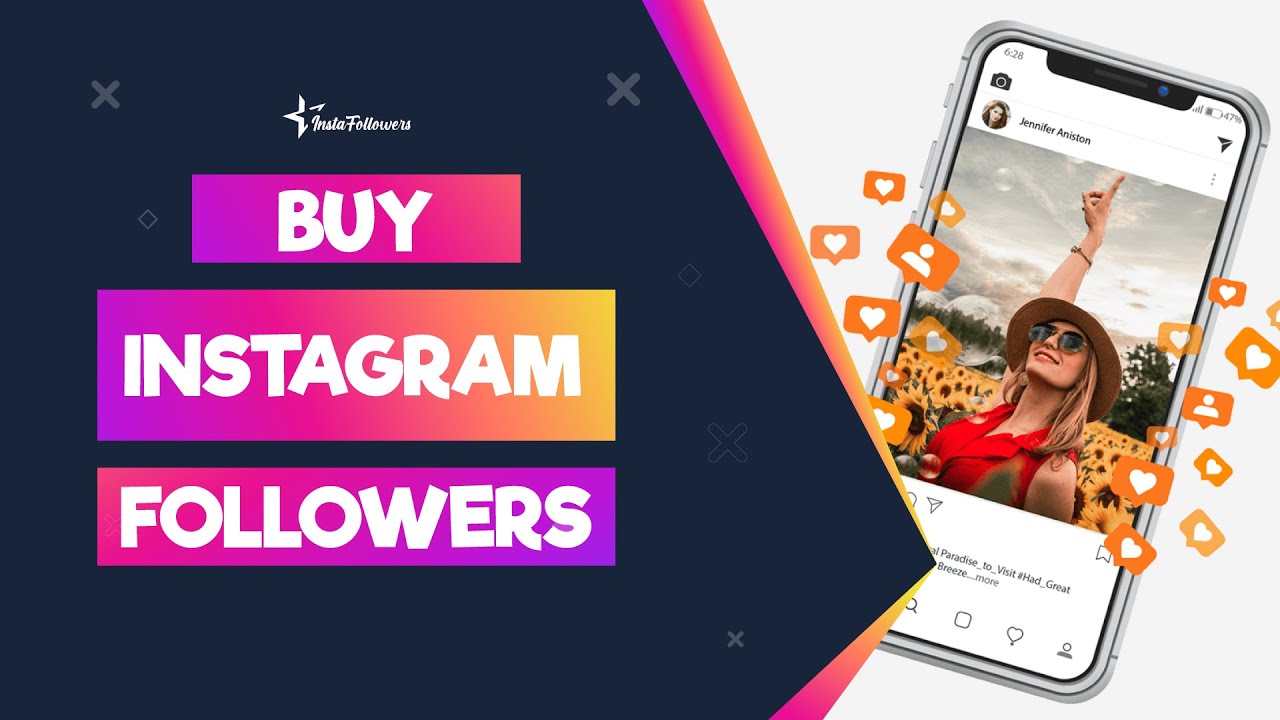 InstaFollowers
BUY
INSTAGRAM
FOLLOWERS
6:28
47%
Jennifer Aniston
al Paradise_to_Visit #Had_Great
Breeze....more